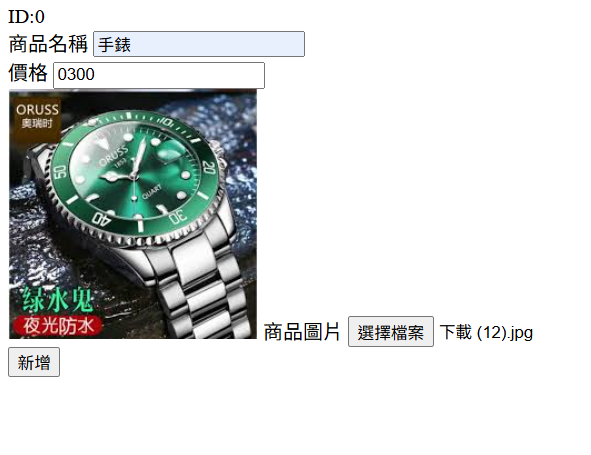 ID:0
商品名稱 手錶
價格 0300
ORUSS
奥瑞时
10
20
30
40
50
ORUSS
1853
QUART
绿水鬼
夜光防水
商品圖片 選擇檔案 下載 (12).jpg
新增